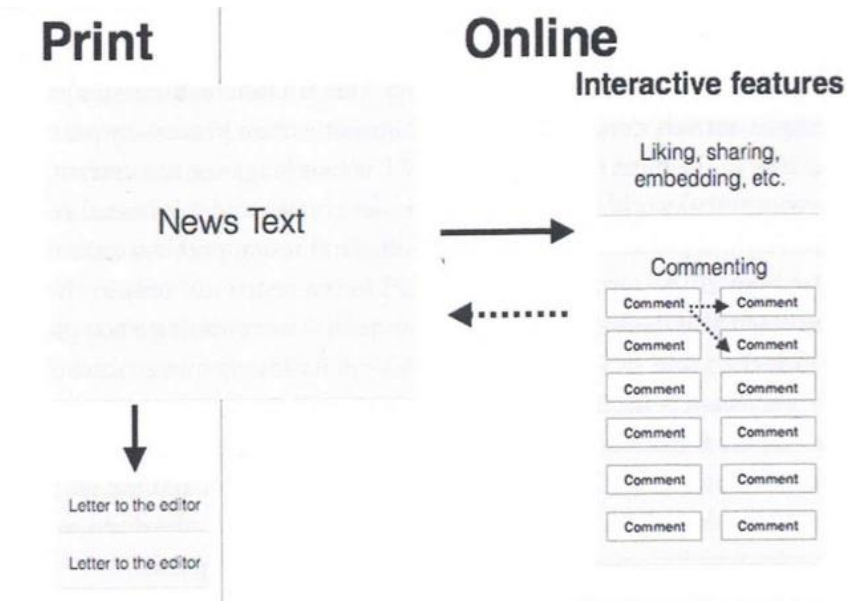 Print
Online
Interactive features
Liking, sharing,
embedding, etc.
News Text
Commenting
Comment Comment
Comment Comment
Comment Comment
Comment Comment
Comment Comment
Comment Comment
Letter to the editor
Letter to the editor